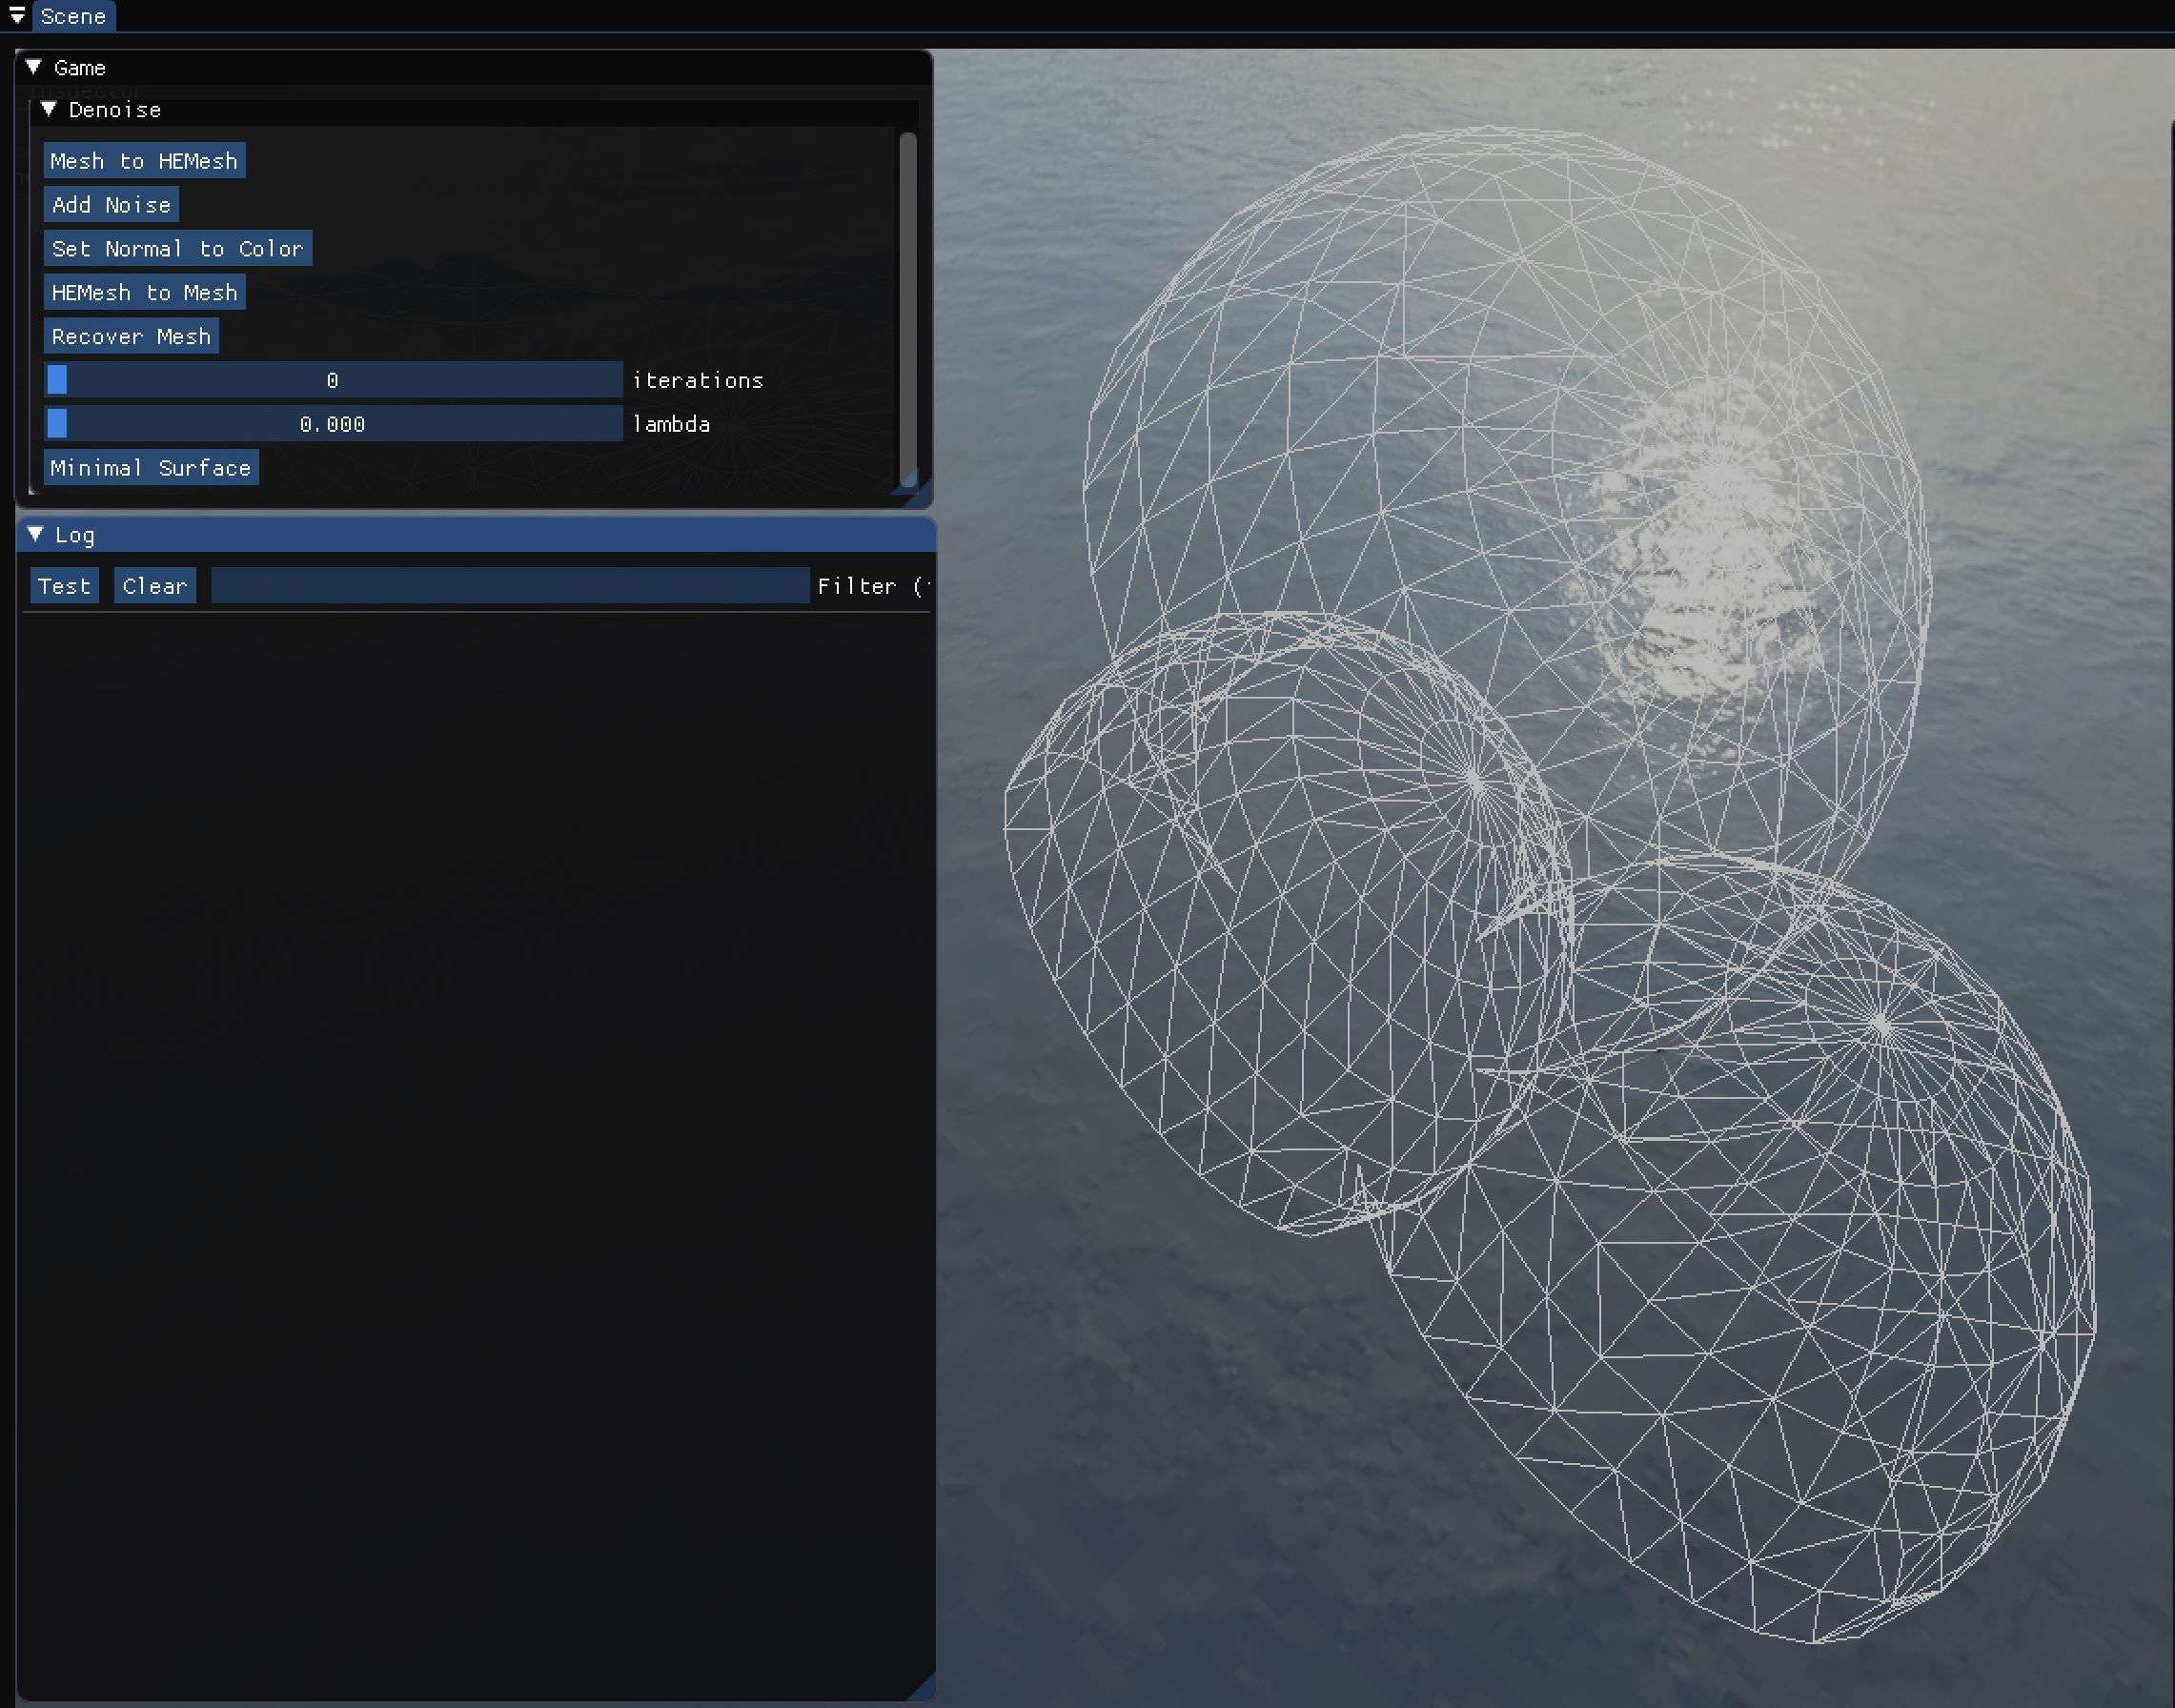 Scene
Game
Inspector
Denoise
Mesh to HEMesh
Add Noise
Set Normal to Color
HEMesh to Mesh
Recover Mesh
0 iterations
0.000 lambda
Minimal Surface
Log
Test Clear Filter (